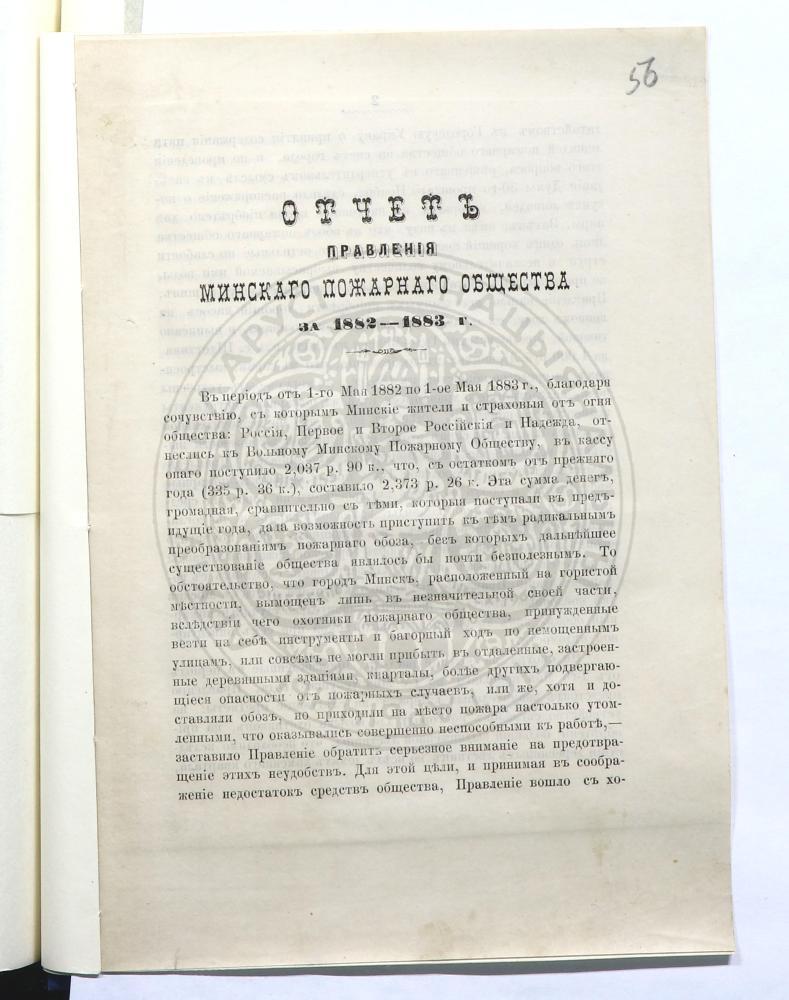 56
ОТЧЕТЪ
ПРАВЛЕНІЯ
МИНСКАГО ПОЖАРНАГО ОБЩЕСТВА
ЗА 1882—1883 Г.
Въ періодъ отъ 1-го Мая 1882 по 1-ое Мая 1883 г., благодаря
сочувствію, съ которымъ Минскіе жители и страховыя отъ огня
общества: Россія, Первое и Второе Россійскія и Надежда, от-
неслись къ Вольному Минскому Пожарному Обществу, въ кассу
онаго поступило 2,037 р. 90 к., что, съ остаткомъ отъ прежняго
года (335 р. 36 к.), составило 2,373 р. 26 к. Эта сумма денегъ,
громадная, сравнительно съ тѣми, которыя поступали въ предъ-
идущіе года, дала возможность приступить къ тѣмъ радикальнымъ
преобразованіямъ пожарнаго обоза, безъ которыхъ дальнѣйшее
существованіе общества являлось бы почти безполезнымъ. То
обстоятельство, что городъ Минскъ, расположенный на гористой
мѣстности, вымощенъ лишь въ незначительной своей части,
вслѣдствіи чего охотники пожарнаго общества, принужденные
везти на себѣ инструменты и багорный ходъ по немощеннымъ
улицамъ, или совсѣмъ не могли прибыть въ отдаленные, застроен-
ные деревянными зданіями, кварталы, болѣе другихъ подвергаю-
щіеся опасности отъ пожарныхъ случаевъ, или же, хотя и до-
ставляли обозъ, но приходили на мѣсто пожара настолько утом-
ленными, что оказывались совершенно неспособными къ работѣ,—
заставило Правленіе обратить серьезное вниманіе на предотвра-
щеніе этихъ неудобствъ. Для этой цѣли, и принимая въ сообра-
женіе недостатокъ средствъ общества, Правленіе вошло съ хо-